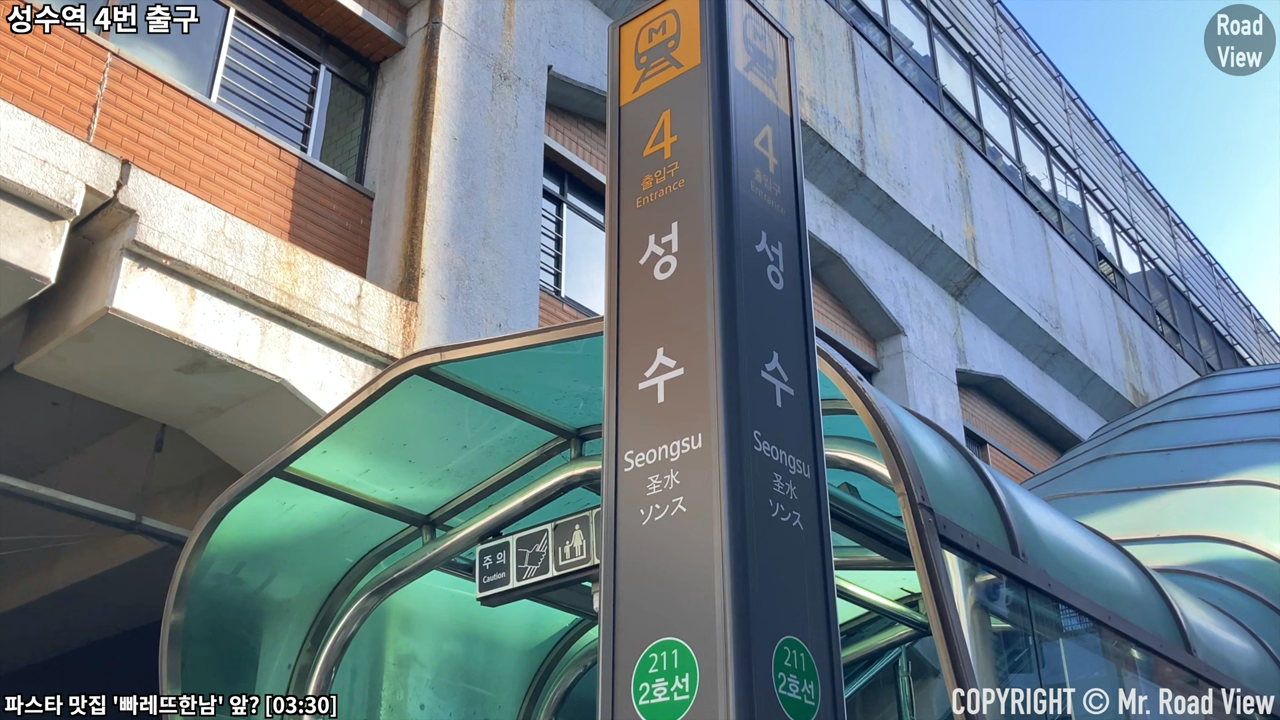 성수역 4번 출구
Road
View
M
4
출입구
Entrance
성
수
Seongsu
圣水
ソンス
211
2호선
4
출입구
Entrance
성
수
Seongsu
圣水
ソンス
211
2호선
주의
Caution
파스타 맛집 '빠레뜨한남' 앞? [03:30]
COPYRIGHT © Mr. Road View